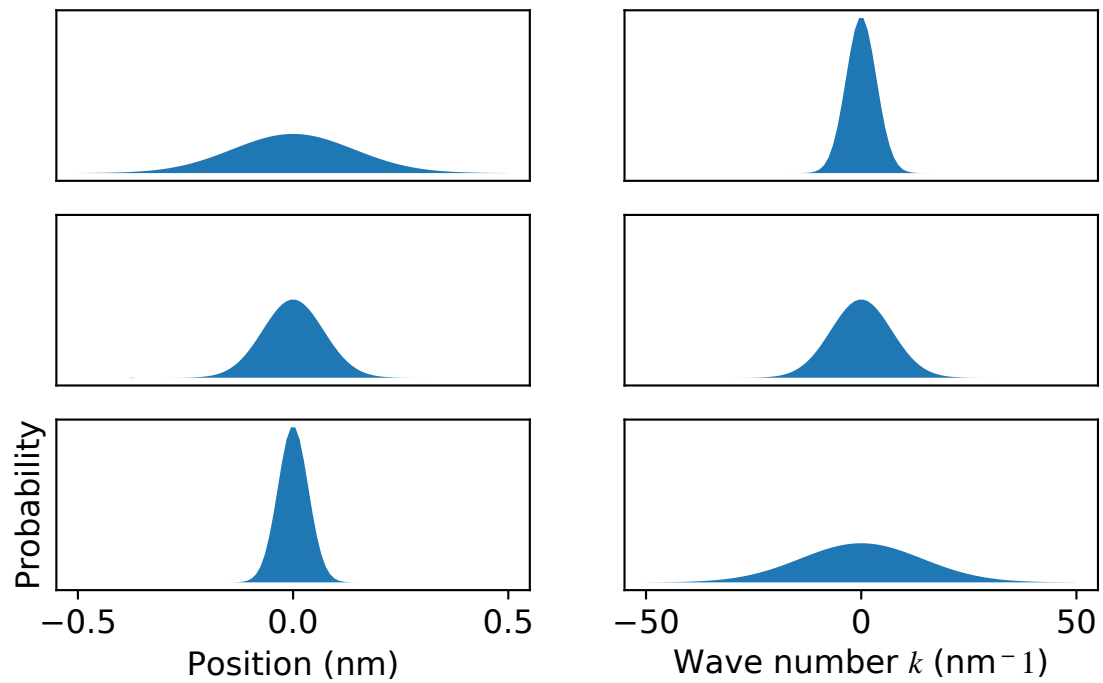 Probability
−0.5 0.0 0.5
Position (nm)
−50 0 50
Wave number k (nm⁻1)